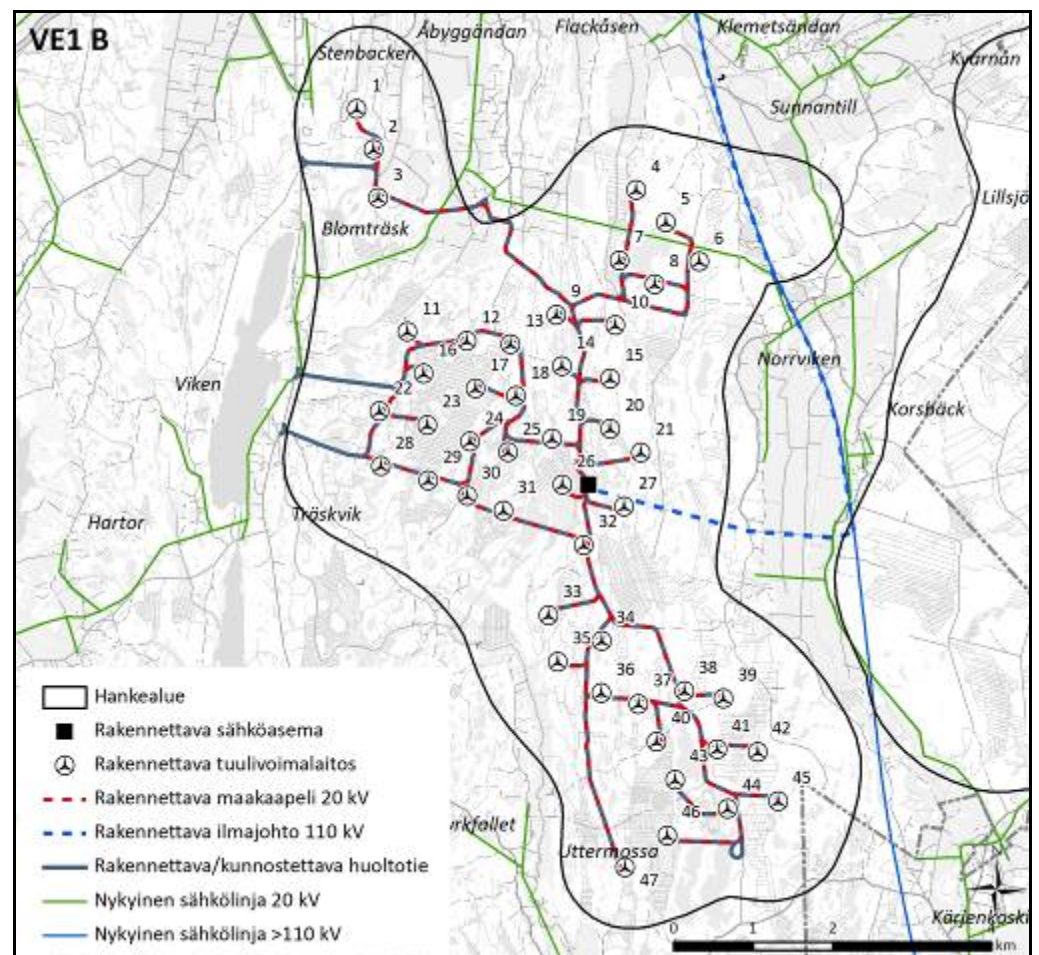 VE1 B
Åbyggändan
Flackåsen
Klemetsändan
Stenbacken
Kvarnån
Sunnantill
1
2
3
4
5
6
7
8
Lillsjö
Blomträsk
9
10
11
12
13
14
15
16
17
18
Norrviken
Viken
22
23
24
19
20
Korsbäck
28
25
21
29
30
26
27
31
32
Hartor
Träskvik
33
34
35
36
37
38
39
40
41
42
43
44
45
46
47
Uttermossa
Kärjenkoski
Hankealue
Rakennettava sähköasema
Rakennettava tuulivoimalaitos
Rakennettava maakaapeli 20 kV
Rakennettava ilmajohto 110 kV
Rakennettava/kunnostettava huoltotie
Nykyinen sähkölinja 20 kV
Nykyinen sähkölinja >110 kV
0 1 2
km